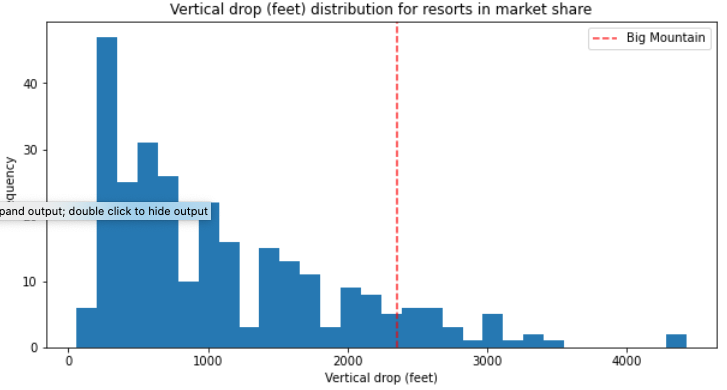 Vertical drop (feet) distribution for resorts in market share
Big Mountain
40
30
pand output; double click to hide output
10
0
0 1000 2000 3000 4000
Vertical drop (feet)